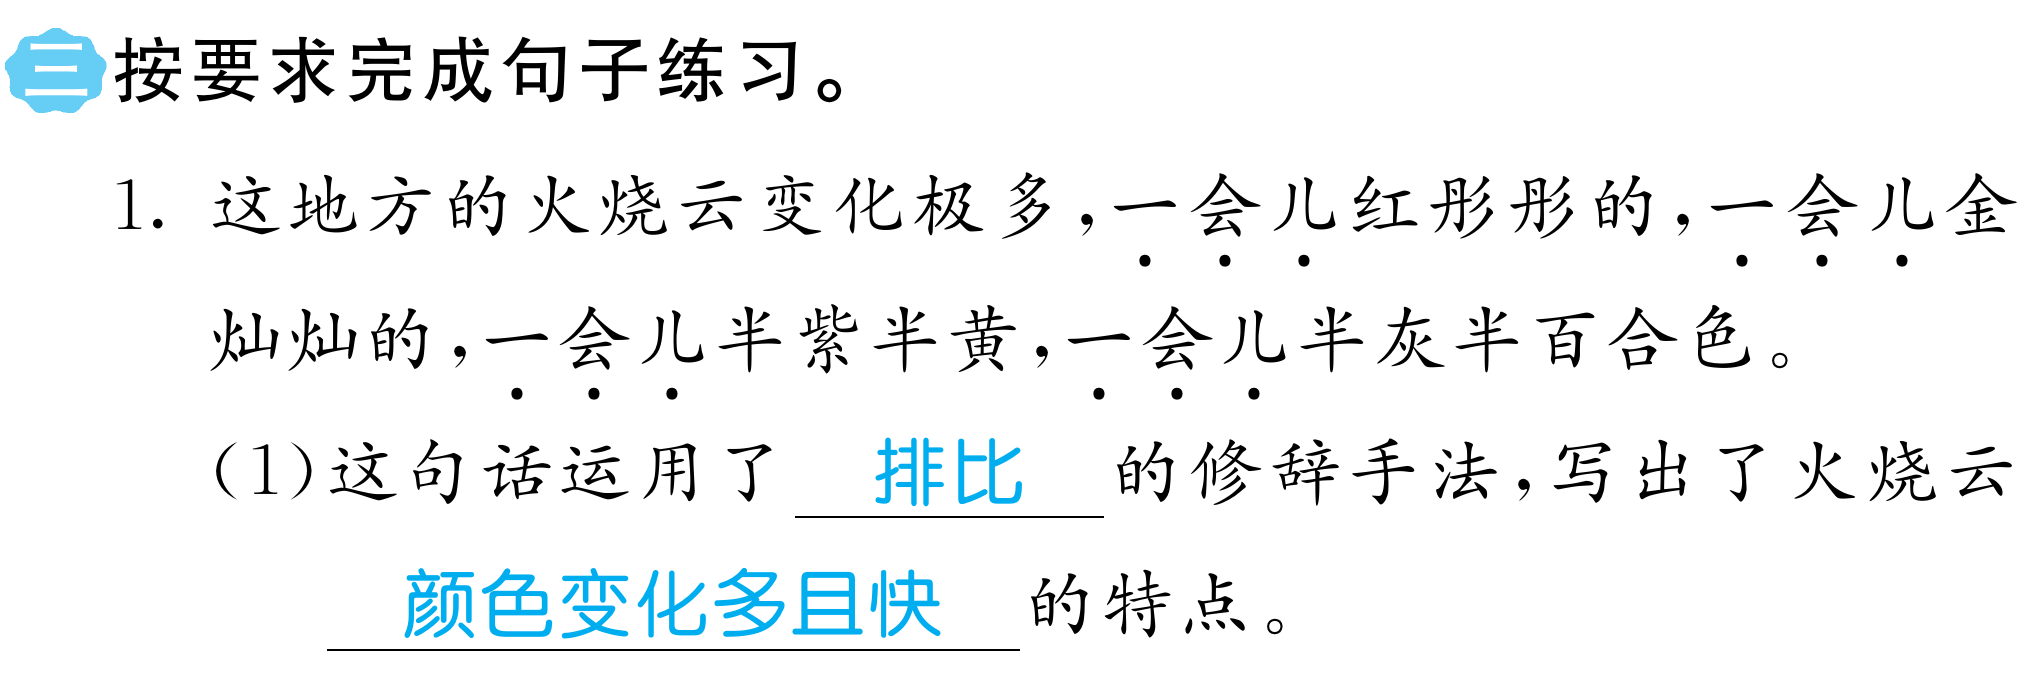 三 按要求完成句子练习。
1. 这地方的火烧云变化极多,一会儿红彤彤的,一会儿金
灿灿的,一会儿半紫半黄,一会儿半灰半百合色。
(1)这句话运用了 排比 的修辞手法,写出了火烧云
颜色变化多且快 的特点。